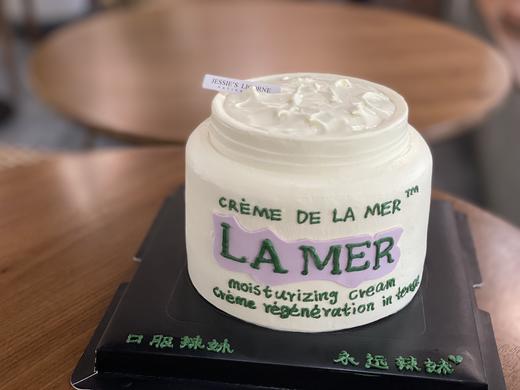 JESSIE'S LICORNE
CRÈME DE LA MER™
LA MER
moisturizing cream
Crème régénération intense
口服辣妹
永远辣妹